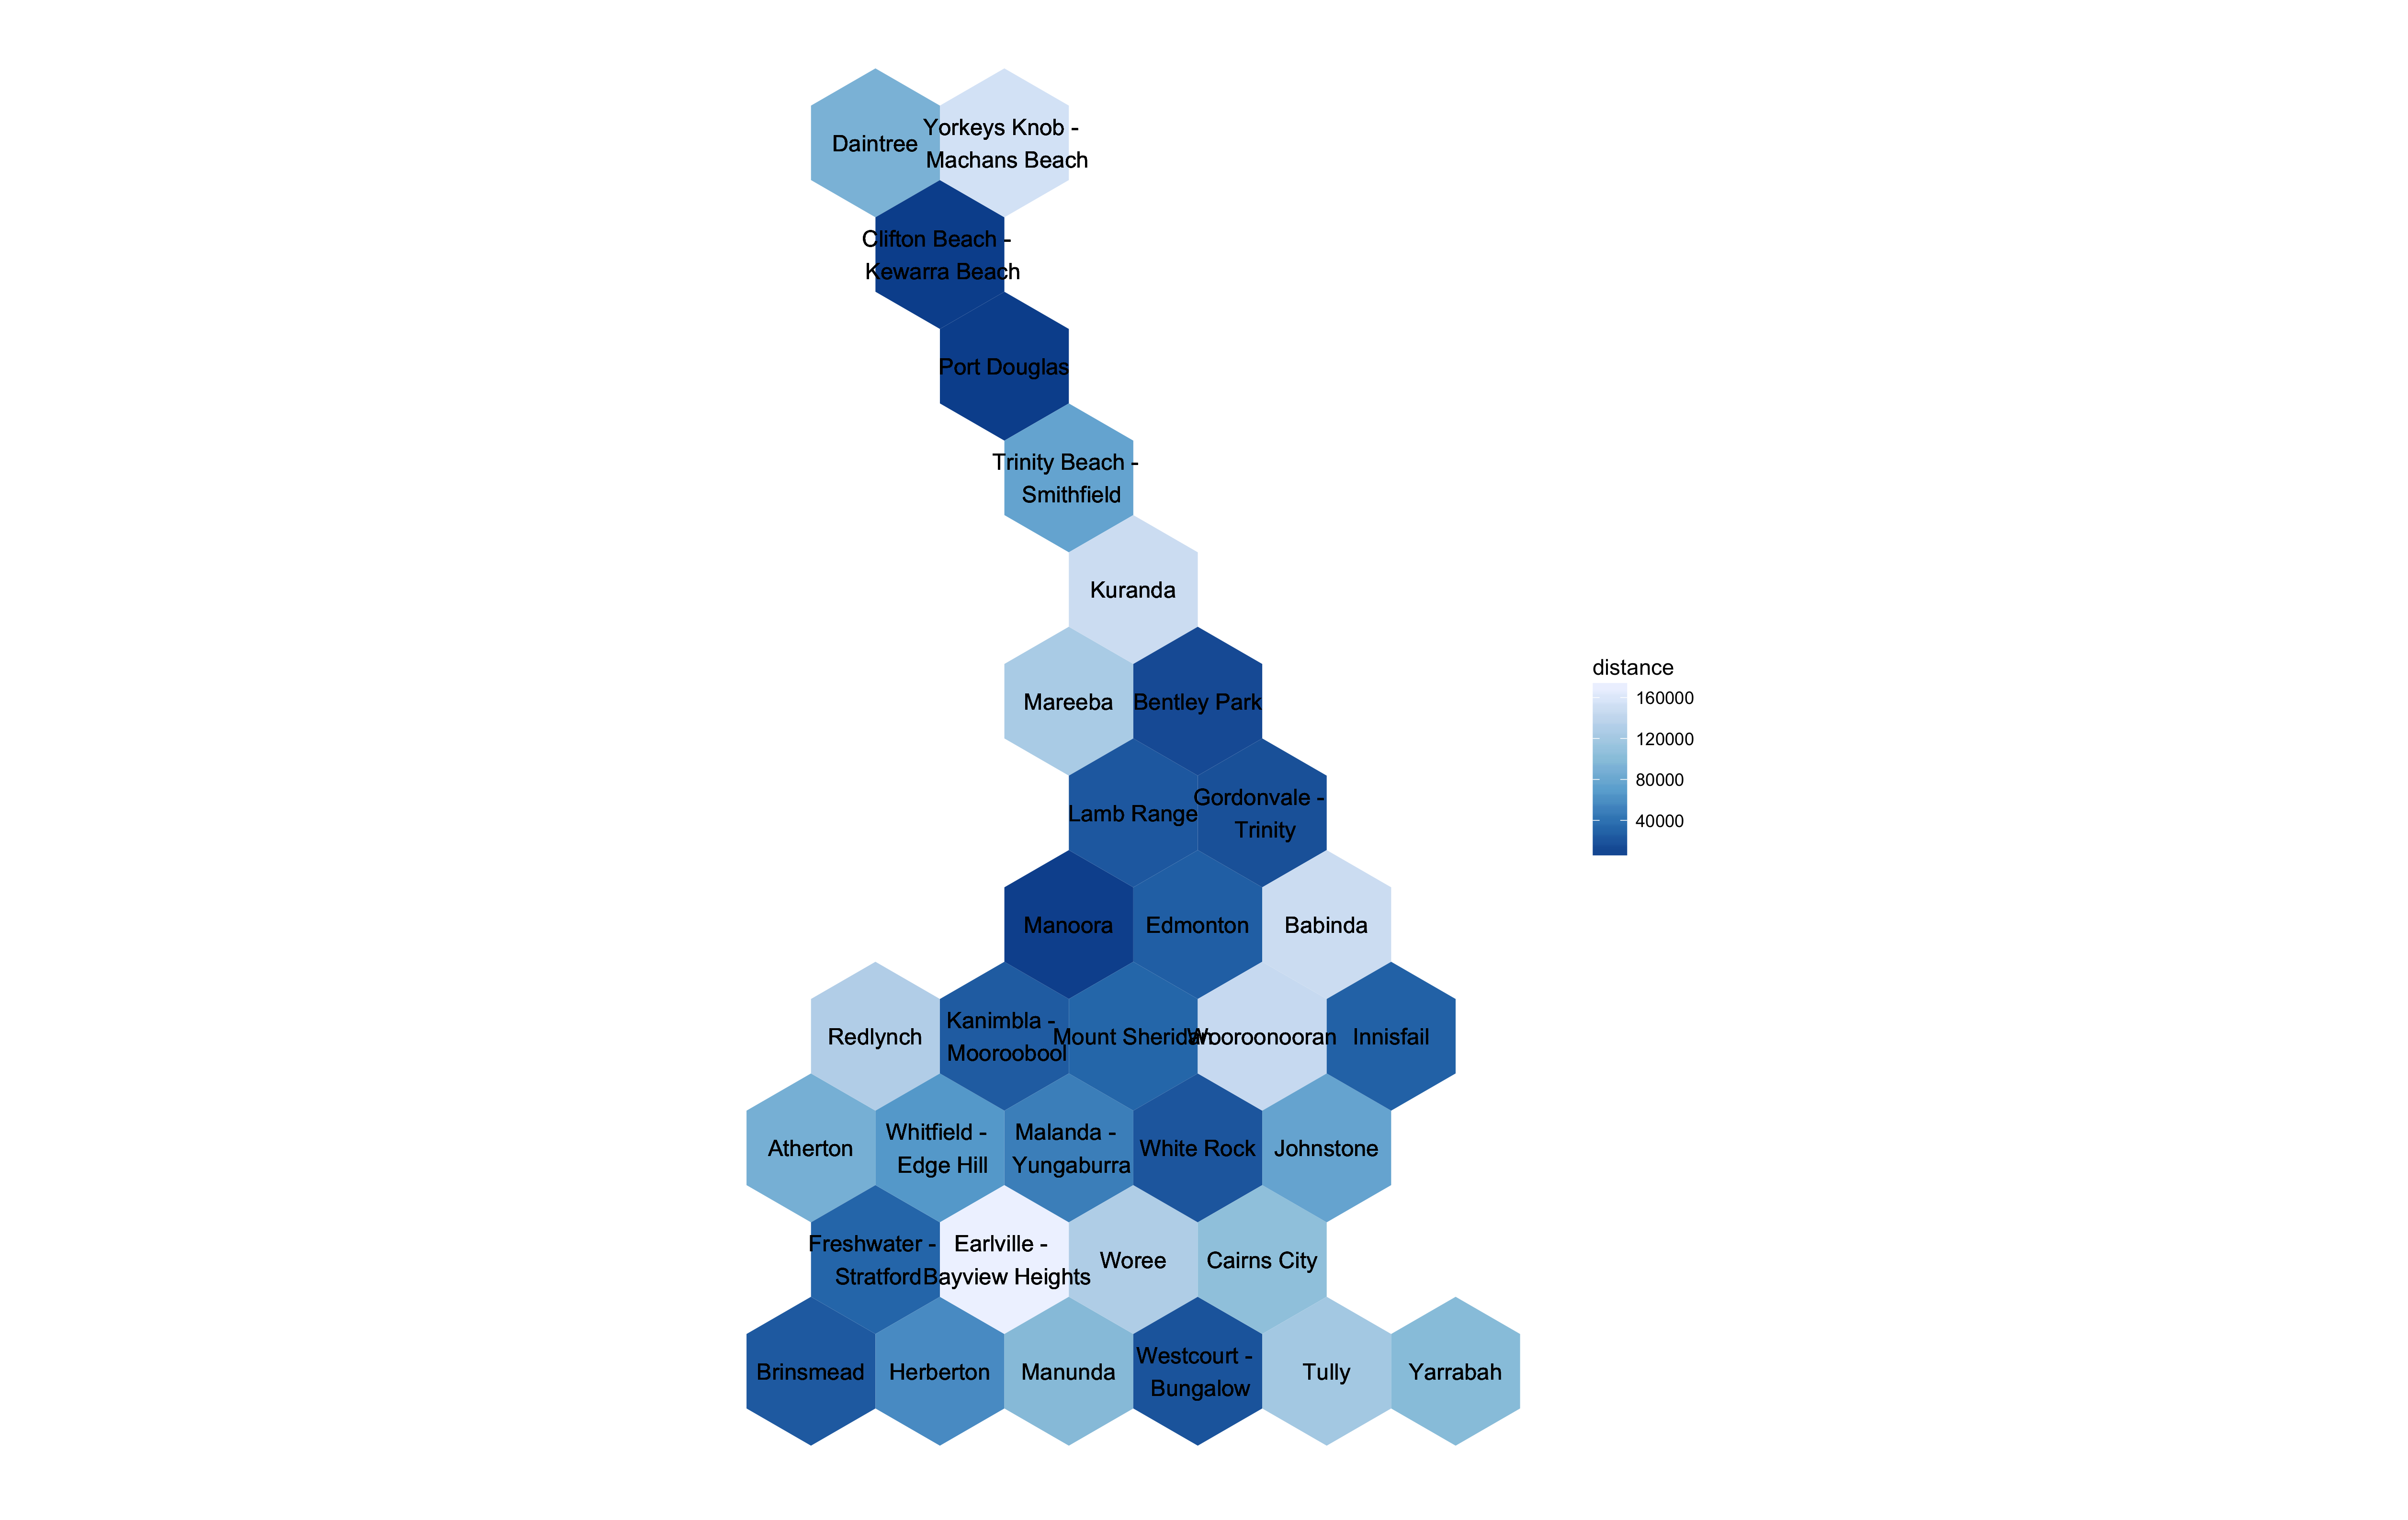 Daintree
Yorkeys Knob -
Machans Beach
Clifton Beach -
Kewarra Beach
Port Douglas
Trinity Beach -
Smithfield
Kuranda
Mareeba
Bentley Park
Lamb Range
Gordonvale -
Trinity
Manoora
Edmonton
Babinda
Redlynch
Kanimbla -
Mooroobool
Mount Sheridan
Wooroonooran
Innisfail
Atherton
Whitfield -
Edge Hill
Malanda -
Yungaburra
White Rock
Johnstone
Freshwater -
Stratford
Earlville -
Bayview Heights
Woree
Cairns City
Brinsmead
Herberton
Manunda
Westcourt -
Bungalow
Tully
Yarrabah
distance
160000
120000
80000
40000